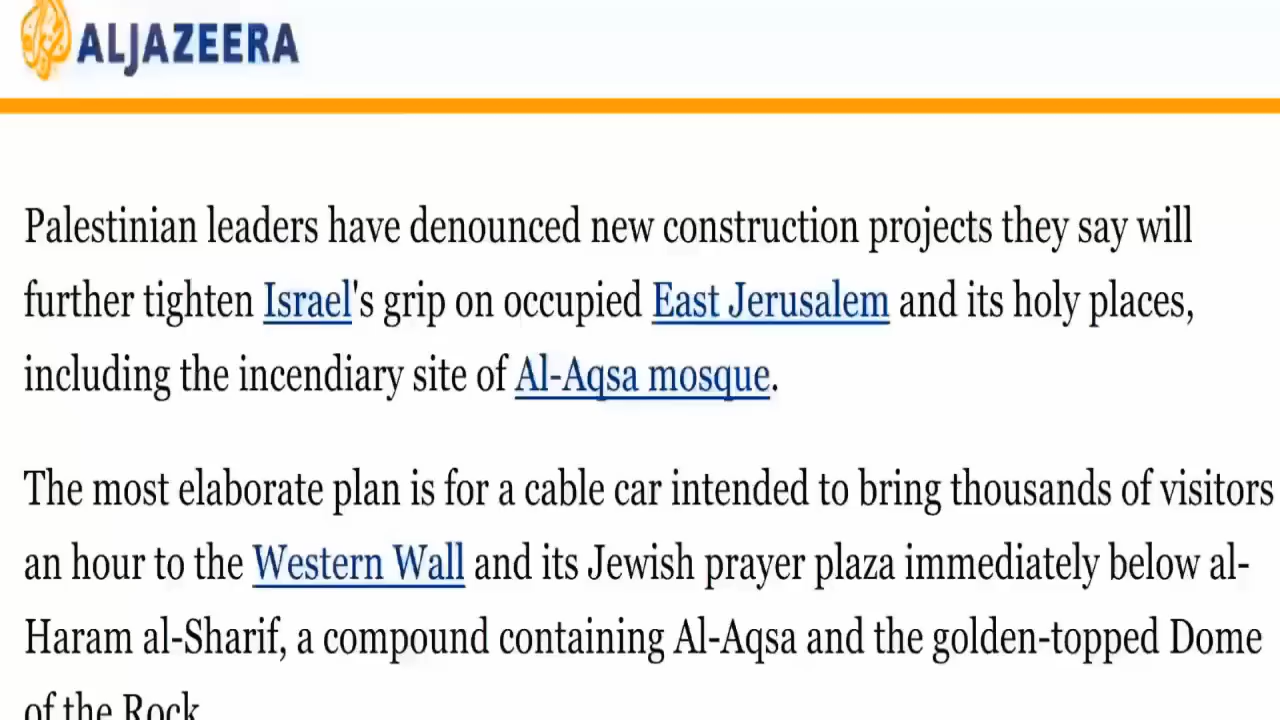 ALJAZEERA
Palestinian leaders have denounced new construction projects they say will
further tighten Israel's grip on occupied East Jerusalem and its holy places,
including the incendiary site of Al-Aqsa mosque.
The most elaborate plan is for a cable car intended to bring thousands of visitors
an hour to the Western Wall and its Jewish prayer plaza immediately below al-
Haram al-Sharif, a compound containing Al-Aqsa and the golden-topped Dome
of the Rock